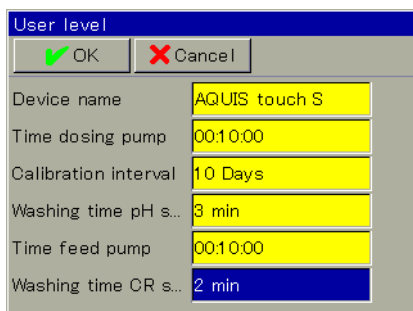 User level
OK Cancel
Device name AQUIS touch S
Time dosing pump 00:10:00
Calibration interval 10 Days
Washing time pH s... 3 min
Time feed pump 00:10:00
Washing time CR s... 2 min